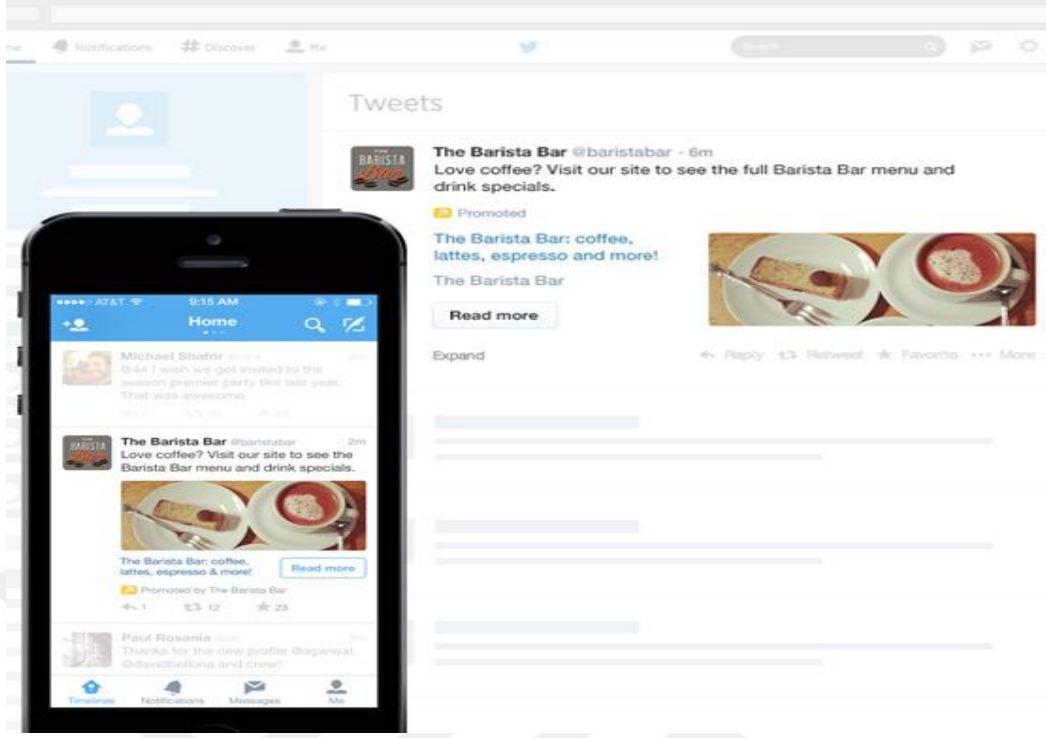 Notifications # Discover Me
Tweets
THE
BARISTA
Bar
The Barista Bar @baristabar - 6m
Love coffee? Visit our site to see the full Barista Bar menu and
drink specials.
Promoted
The Barista Bar: coffee,
lattes, espresso and more!
The Barista Bar
Read more
Expand Reply Retweet Favorite ••• More
AT&T 9:15 AM
Home
Michael Shafrir
@44 I wish we got invited to the
season premier party like last year.
That was awesome.
BARISTA
Bar
The Barista Bar @baristabar 2m
Love coffee? Visit our site to see the
Barista Bar menu and drink specials.
The Barista Bar: coffee,
lattes, espresso & more!
Read more
Promoted by The Barista Bar
1 12 23
Paul Rosania
Thanks for the new profile @agarwal,
@davidbellona and crew!
Timelines Notifications Messages Me